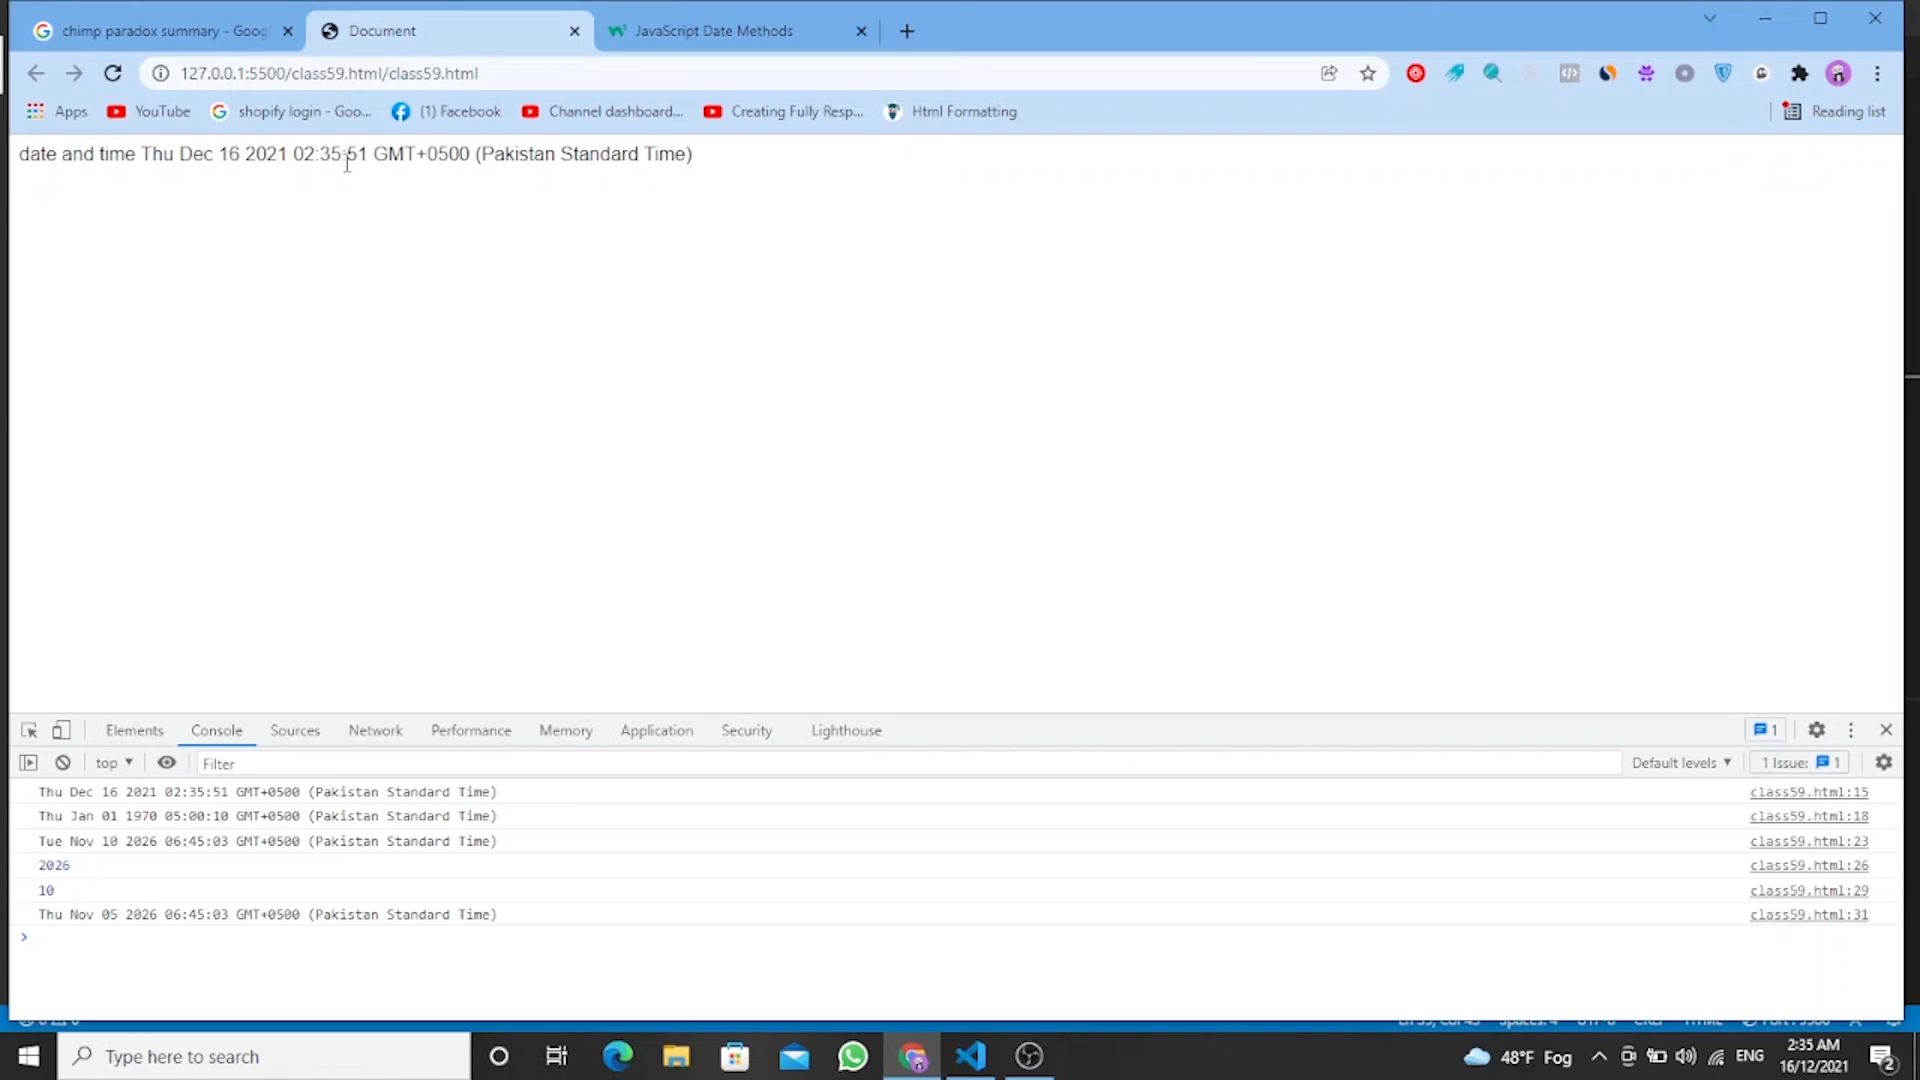 chimp paradox summary - Goog
Document
JavaScript Date Methods
127.0.0.1:5500/class59.html/class59.html
Apps
YouTube
shopify login - Goo...
(1) Facebook
Channel dashboard...
Creating Fully Resp...
Html Formatting
Reading list
date and time Thu Dec 16 2021 02:35:51 GMT+0500 (Pakistan Standard Time)
Elements Console Sources Network Performance Memory Application Security Lighthouse 1
top Filter Default levels 1 Issue: 1
Thu Dec 16 2021 02:35:51 GMT+0500 (Pakistan Standard Time) class59.html:15
Thu Jan 01 1970 05:00:10 GMT+0500 (Pakistan Standard Time) class59.html:18
Tue Nov 10 2026 06:45:03 GMT+0500 (Pakistan Standard Time) class59.html:23
2026 class59.html:26
10 class59.html:29
Thu Nov 05 2026 06:45:03 GMT+0500 (Pakistan Standard Time) class59.html:31
Type here to search
48°F Fog
ENG
2:35 AM
16/12/2021
2